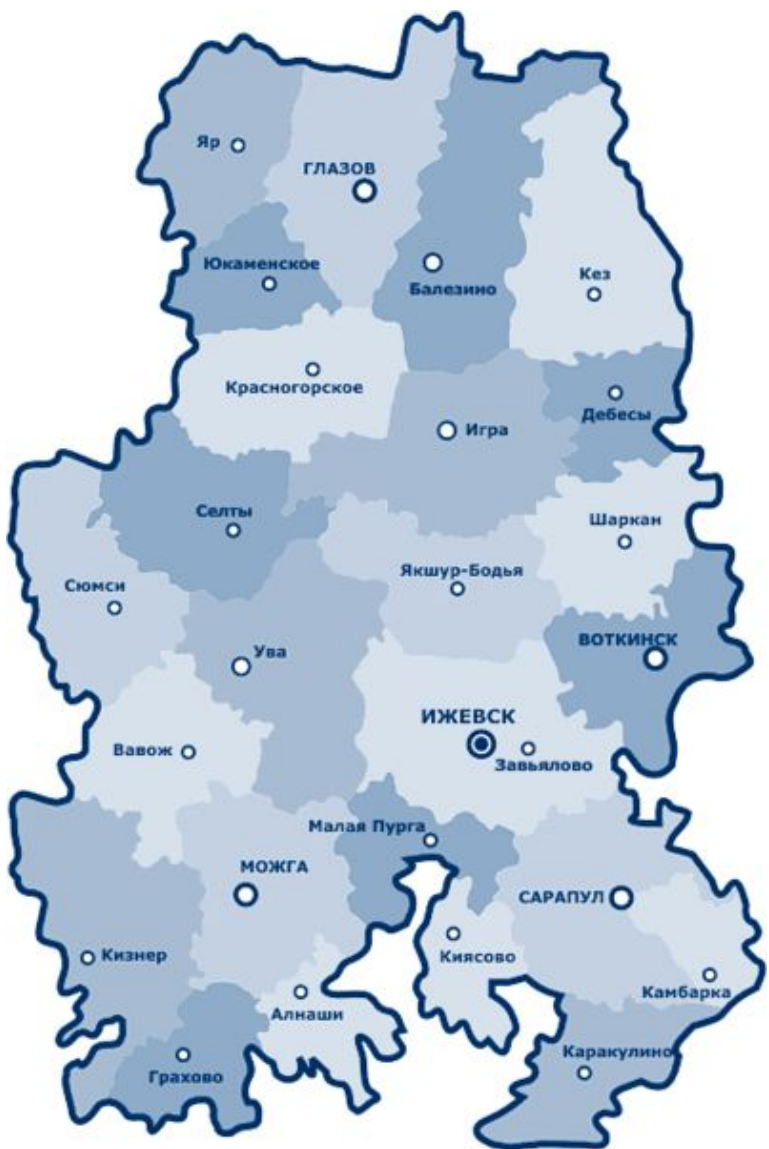 Яр
ГЛАЗОВ
Юкаменское
Балезино
Кез
Красногорское
Дебесы
Игра
Селты
Шаркан
Якшур-Бодья
Сюмси
Ува
ВОТКИНСК
ИЖЕВСК
Вавож
Завьялово
Малая Пурга
МОЖГА
САРАПУЛ
Кизнер
Киясово
Камбарка
Алнаши
Каракулино
Грахово